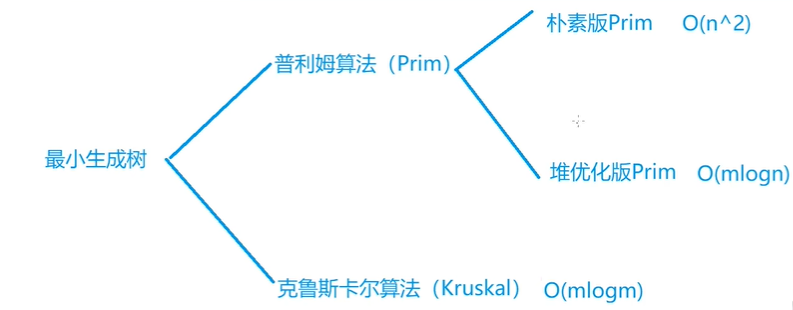 朴素版Prim O(n^2)
普利姆算法（Prim）
最小生成树
堆优化版Prim O(mlogn)
克鲁斯卡尔算法（Kruskal） O(mlogm)